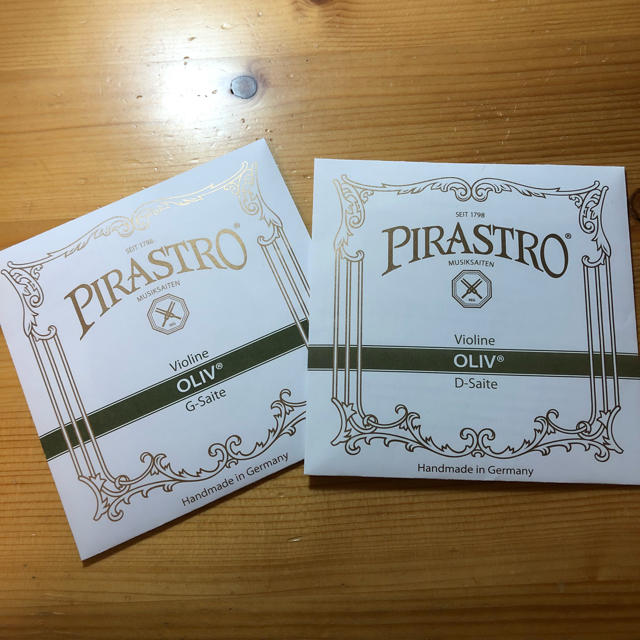 SEIT 1798
PIRASTRO®
MUSIKSAITEN
Violine
OLIV®
G-Saite
Handmade in Germany
SEIT 1798
PIRASTRO®
MUSIKSAITEN
Violine
OLIV®
D-Saite
Handmade in Germany